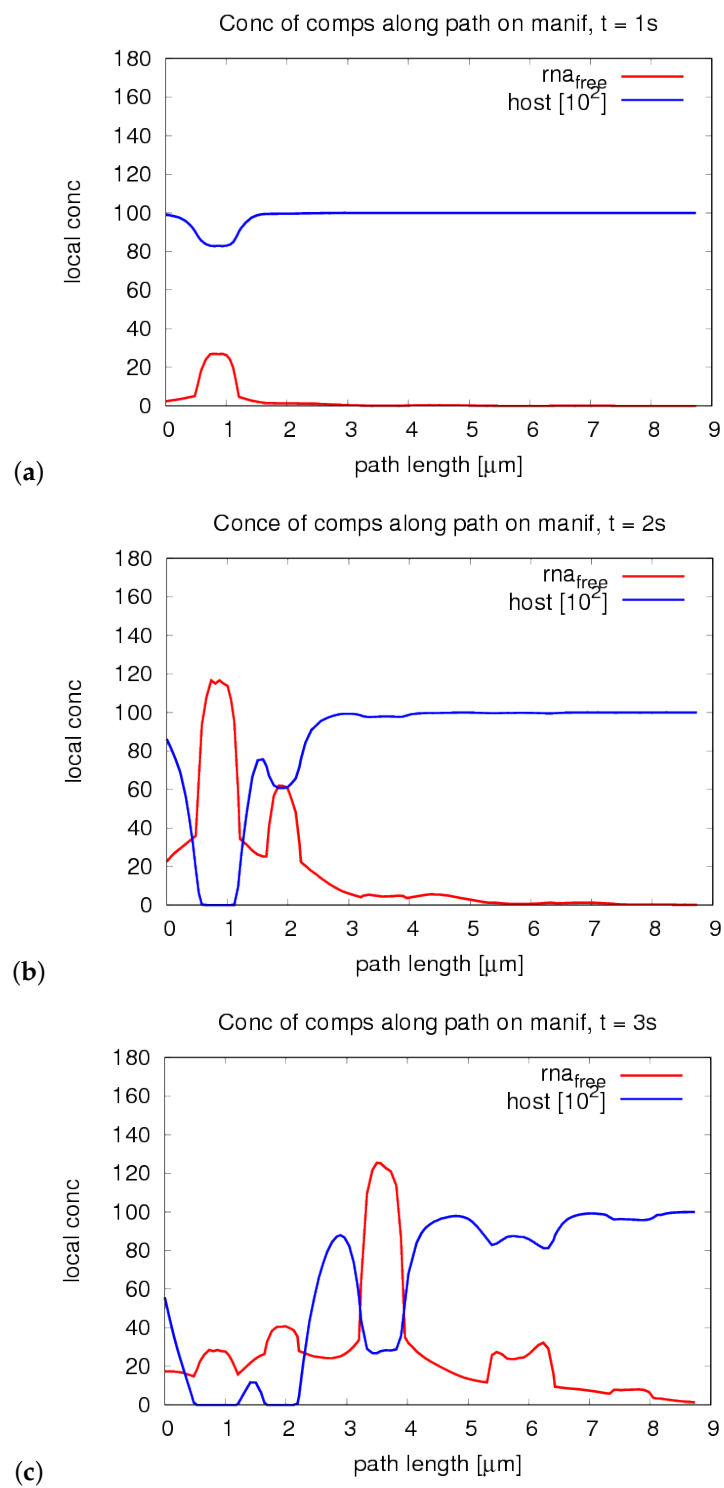 Conc of comps along path on manif, t = 1s
180
160
140
120
100
80
60
40
20
0
local conc
rna_free
host [10^2]
0 1 2 3 4 5 6 7 8 9
path length [μm]
(a)
Conce of comps along path on manif, t = 2s
180
160
140
120
100
80
60
40
20
0
local conc
rna_free
host [10^2]
0 1 2 3 4 5 6 7 8 9
path length [μm]
(b)
Conc of comps along path on manif, t = 3s
180
160
140
120
100
80
60
40
20
0
local conc
rna_free
host [10^2]
0 1 2 3 4 5 6 7 8 9
path length [μm]
(c)